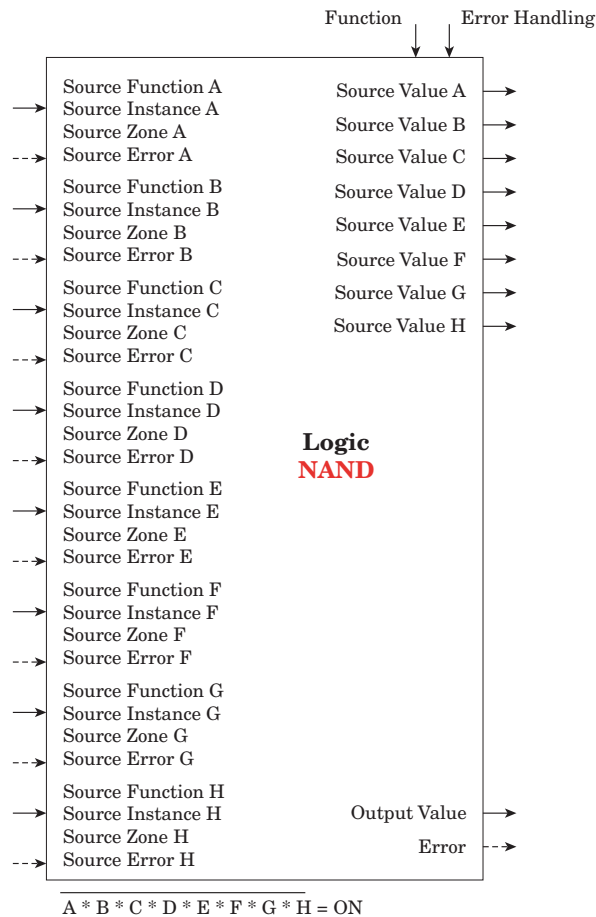 Function Error Handling
Source Function A
Source Instance A
Source Zone A
Source Error A
Source Function B
Source Instance B
Source Zone B
Source Error B
Source Function C
Source Instance C
Source Zone C
Source Error C
Source Function D
Source Instance D
Source Zone D
Source Error D
Source Function E
Source Instance E
Source Zone E
Source Error E
Source Function F
Source Instance F
Source Zone F
Source Error F
Source Function G
Source Instance G
Source Zone G
Source Error G
Source Function H
Source Instance H
Source Zone H
Source Error H
Source Value A
Source Value B
Source Value C
Source Value D
Source Value E
Source Value F
Source Value G
Source Value H
Logic
NAND
Output Value
Error
A * B * C * D * E * F * G * H = ON